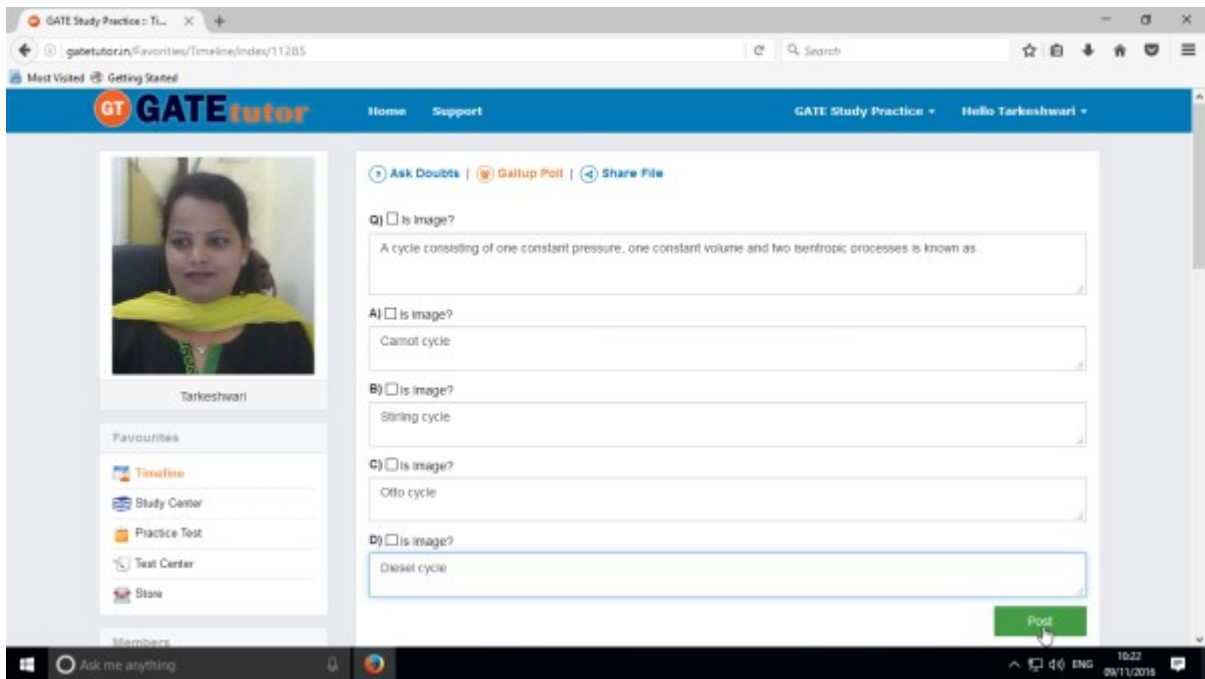 GATE Study Practice :: Ti...
gatetutor.in/Favorities/Timeline/Index/11285
Search
Most Visited Getting Started
GT GATEtutor Home Support GATE Study Practice Hello Tarkeshwari
Ask Doubts | Gallup Poll | Share File
Q) Is Image?
A cycle consisting of one constant pressure, one constant volume and two isentropic processes is known as
A) Is Image?
Carnot cycle
B) Is Image?
Stirling cycle
C) Is Image?
Otto cycle
D) Is Image?
Diesel cycle
Post
Tarkeshwari
Favourites
Timeline
Study Center
Practice Test
Test Center
Store
Members
Ask me anything
ENG
10:22
09/11/2016